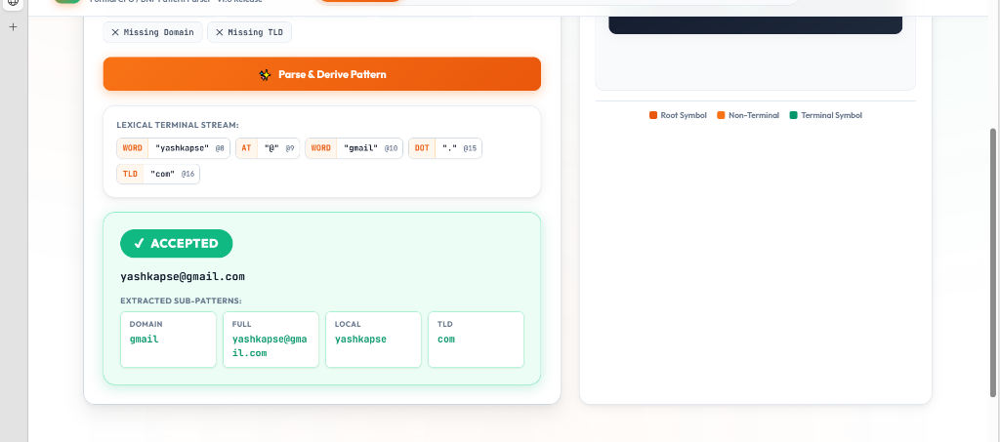 Missing Domain
Missing TLD
Parse & Derive Pattern
LEXICAL TERMINAL STREAM:
WORD "yashkapse" @0 AT "@" @9 WORD "gmail" @10 DOT "." @15
TLD "com" @16
✓ ACCEPTED
yashkapse@gmail.com
EXTRACTED SUB-PATTERNS:
DOMAIN
gmail
FULL
yashkapse@gma
il.com
LOCAL
yashkapse
TLD
com
Root Symbol Non-Terminal Terminal Symbol